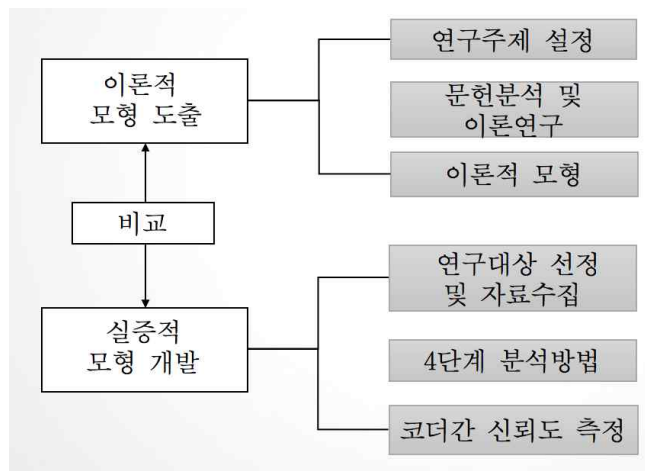 이론적
모형 도출
비교
실증적
모형 개발
연구주제 설정
문헌분석 및
이론연구
이론적 모형
연구대상 선정
및 자료수집
4단계 분석방법
코더간 신뢰도 측정